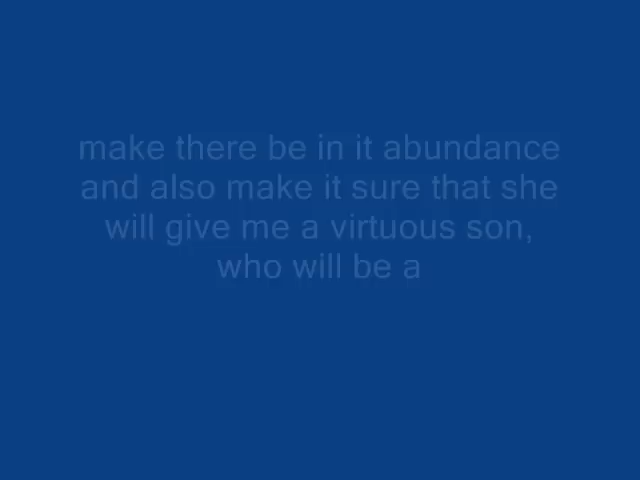 make there be in it abundance
and also make it sure that she
will give me a virtuous son,
who will be a